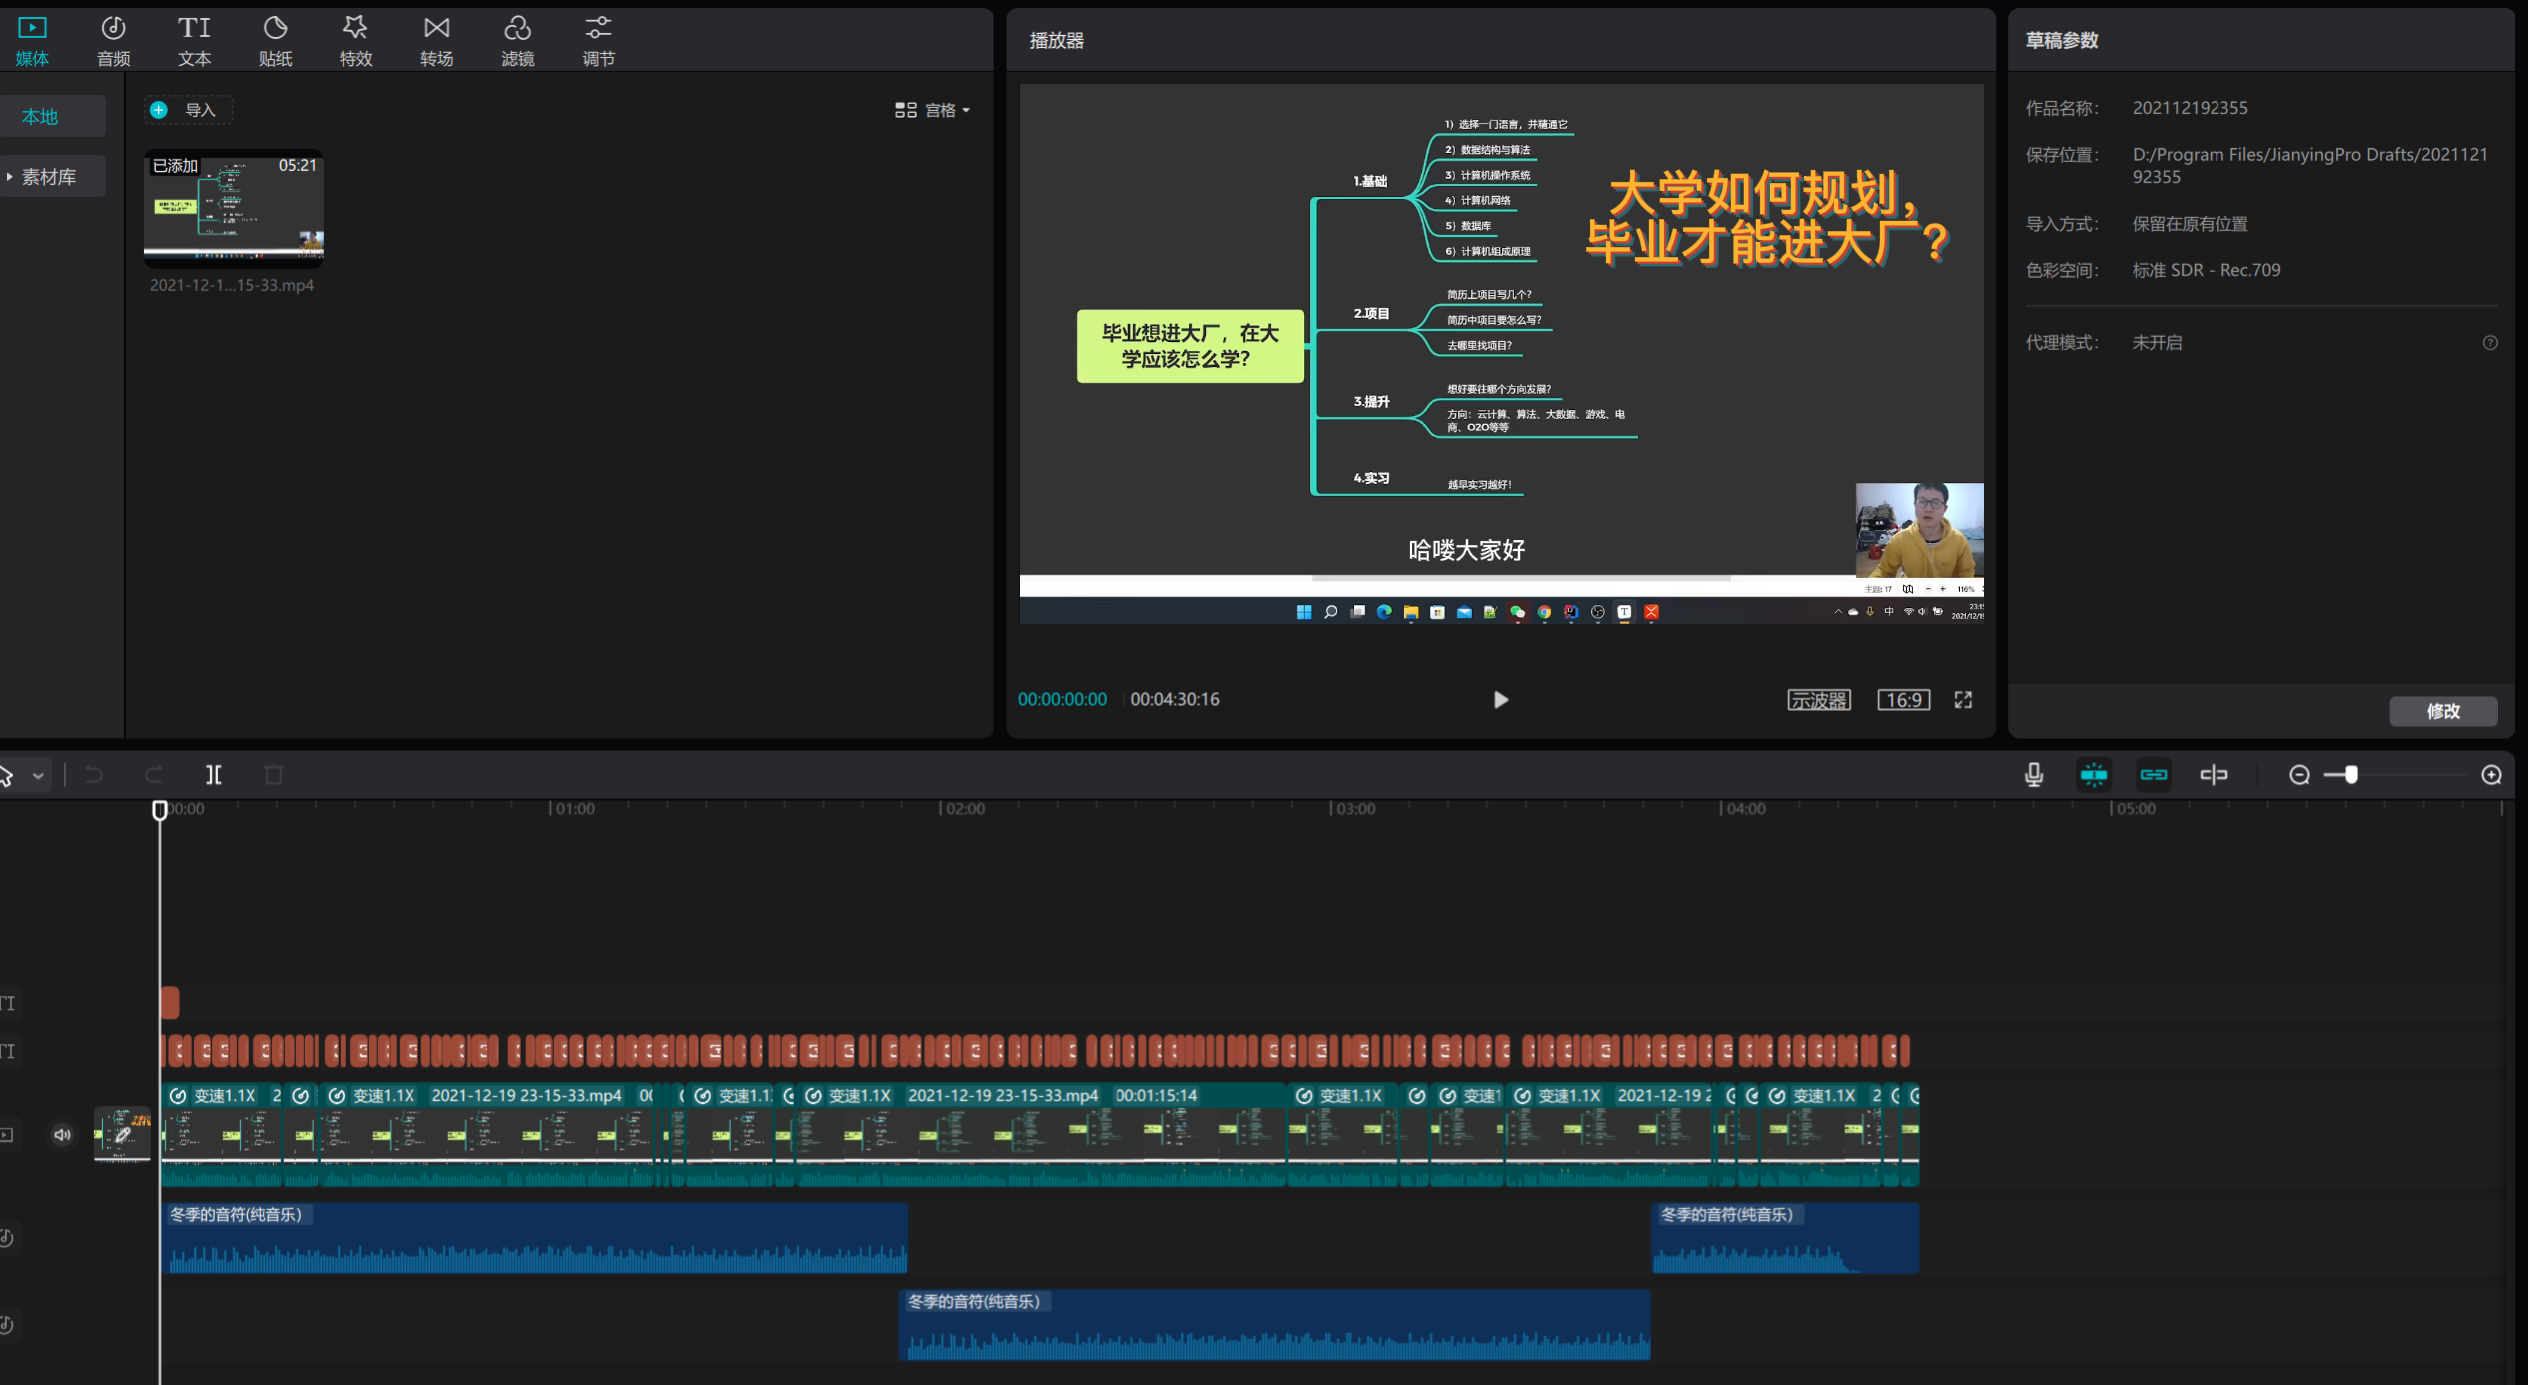 媒体
音频
文本
贴纸
特效
转场
滤镜
调节
本地
素材库
导入
宫格
已添加
05:21
2021-12-1...15-33.mp4
播放器
1）选择一门语言，并精通它
2）数据结构与算法
3）计算机操作系统
4）计算机网络
5）数据库
6）计算机组成原理
1.基础
大学如何规划，
毕业才能进大厂？
毕业想进大厂，在大
学应该怎么学？
2.项目
简历上项目写几个？
简历中项目要怎么写？
去哪里找项目？
3.提升
想好要往哪个方向发展？
方向：云计算、算法、大数据、游戏、电
商、O2O等等
4.实习
越早实习越好！
哈喽大家好
主题: 17
116%
中
00:00:00:00
00:04:30:16
示波器
16:9
草稿参数
作品名称：
202112192355
保存位置：
D:/Program Files/JianyingPro Drafts/2021121
92355
导入方式：
保留在原有位置
色彩空间：
标准 SDR - Rec.709
代理模式：
未开启
修改
00:00
01:00
02:00
03:00
04:00
05:00
TI
TI
变速1.1X
变速1.1X 2021-12-19 23-15-33.mp4
变速1.1
变速1.1X 2021-12-19 23-15-33.mp4 00:01:15:14
变速1.1X
变速1
变速1.1X 2021-12-19
变速1.1X
冬季的音符(纯音乐)
冬季的音符(纯音乐)
冬季的音符(纯音乐)